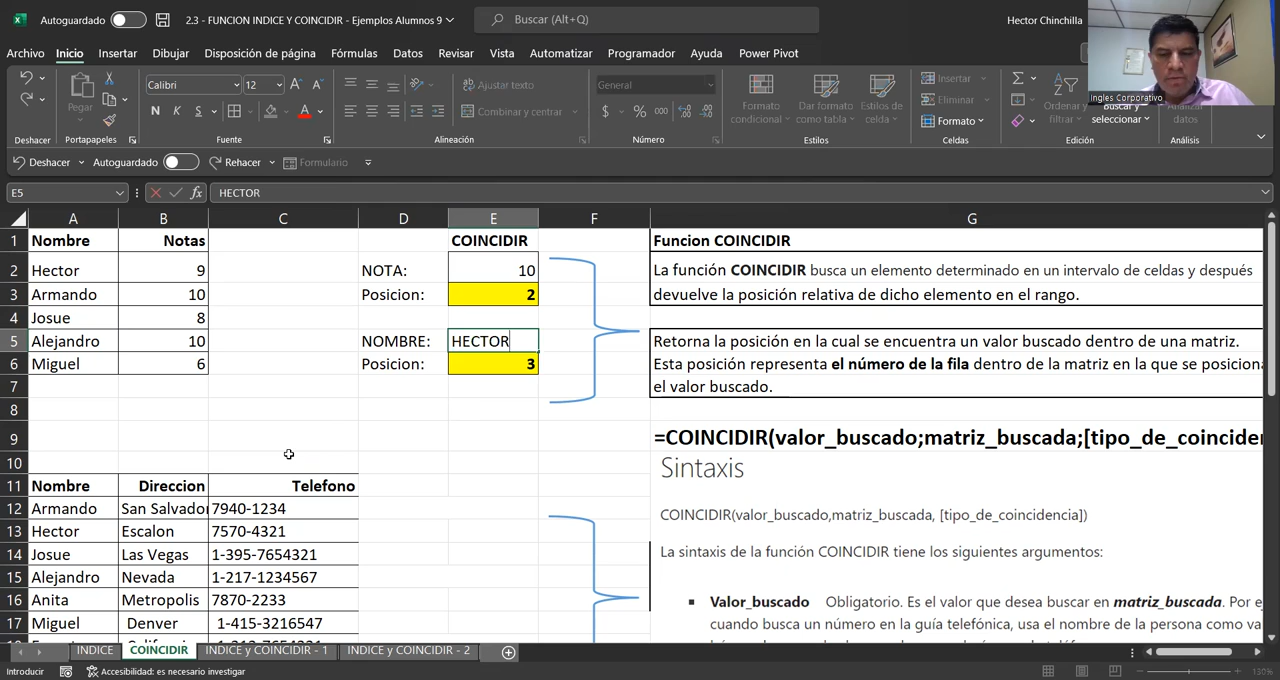 Autoguardado
2.3 - FUNCION INDICE Y COINCIDIR - Ejemplos Alumnos 9
Buscar (Alt+Q)
Hector Chinchilla
Archivo Inicio Insertar Dibujar Disposición de página Fórmulas Datos Revisar Vista Automatizar Programador Ayuda Power Pivot
Ingles Corporativo
Calibri 12
Ajustar texto
General
Insertar
Pegar
N K S
Combinar y centrar
$ % 000
Formato condicional
Dar formato como tabla
Estilos de celda
Eliminar
Formato
Ordenar y filtrar
Buscar y seleccionar
Analizar datos
Deshacer Portapapeles Fuente Alineación Número Estilos Celdas Edición Análisis
Deshacer Autoguardado Rehacer Formulario
E5 fx HECTOR
A B C D E F G
1 Nombre Notas COINCIDIR Funcion COINCIDIR
2 Hector 9 NOTA: 10 La función COINCIDIR busca un elemento determinado en un intervalo de celdas y después
3 Armando 10 Posicion: 2 devuelve la posición relativa de dicho elemento en el rango.
4 Josue 8
5 Alejandro 10 NOMBRE: HECTOR Retorna la posición en la cual se encuentra un valor buscado dentro de una matriz.
6 Miguel 6 Posicion: 3 Esta posición representa el número de la fila dentro de la matriz en la que se posiciona
7 el valor buscado.
8
9 =COINCIDIR(valor_buscado;matriz_buscada;[tipo_de_coinciden
10 Sintaxis
11 Nombre Direccion Telefono
12 Armando San Salvador 7940-1234 COINCIDIR(valor_buscado,matriz_buscada, [tipo_de_coincidencia])
13 Hector Escalon 7570-4321
14 Josue Las Vegas 1-395-7654321 La sintaxis de la función COINCIDIR tiene los siguientes argumentos:
15 Alejandro Nevada 1-217-1234567
16 Anita Metropolis 7870-2233 Valor_buscado Obligatorio. Es el valor que desea buscar en matriz_buscada. Por ej
17 Miguel Denver 1-415-3216547 cuando busca un número en la guía telefónica, usa el nombre de la persona como va
INDICE COINCIDIR INDICE y COINCIDIR - 1 INDICE y COINCIDIR - 2
Introducir Accesibilidad: es necesario investigar 130%